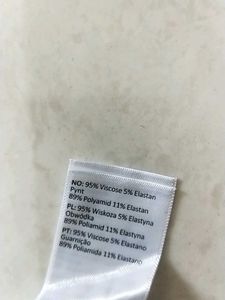 NO: 95% Viscose 5% Elastan
Pynt
89% Polyamid 11% Elastan
PL: 95% Wiskoza 5% Elastyna
Obwódka
89% Poliamid 11% Elastyna
PT: 95% Viscose 5% Elastano
Guarnição
89% Poliamida 11% Elastano